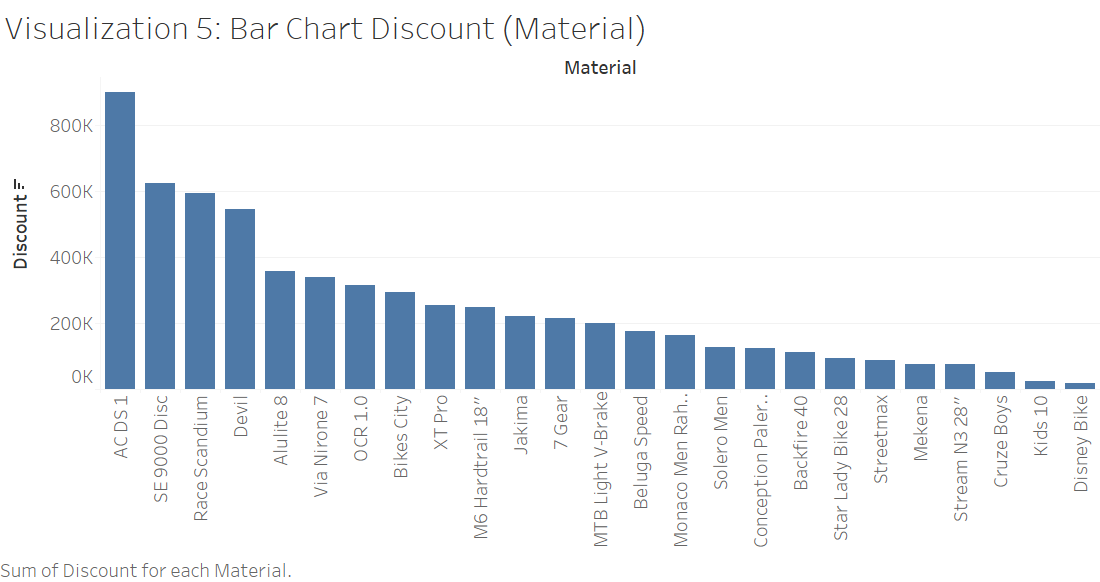 Visualization 5: Bar Chart Discount (Material)
Material
Discount
800K
600K
400K
200K
0K
AC DS 1
SE 9000 Disc
Race Scandium
Devil
Alulite 8
Via Nirone 7
OCR 1.0
Bikes City
XT Pro
M6 Hardtrail 18″
Jakima
7 Gear
MTB Light V-Brake
Beluga Speed
Monaco Men Rah..
Solero Men
Conception Paler..
Backfire 40
Star Lady Bike 28
Streetmax
Mekena
Stream N3 28″
Cruze Boys
Kids 10
Disney Bike
Sum of Discount for each Material.